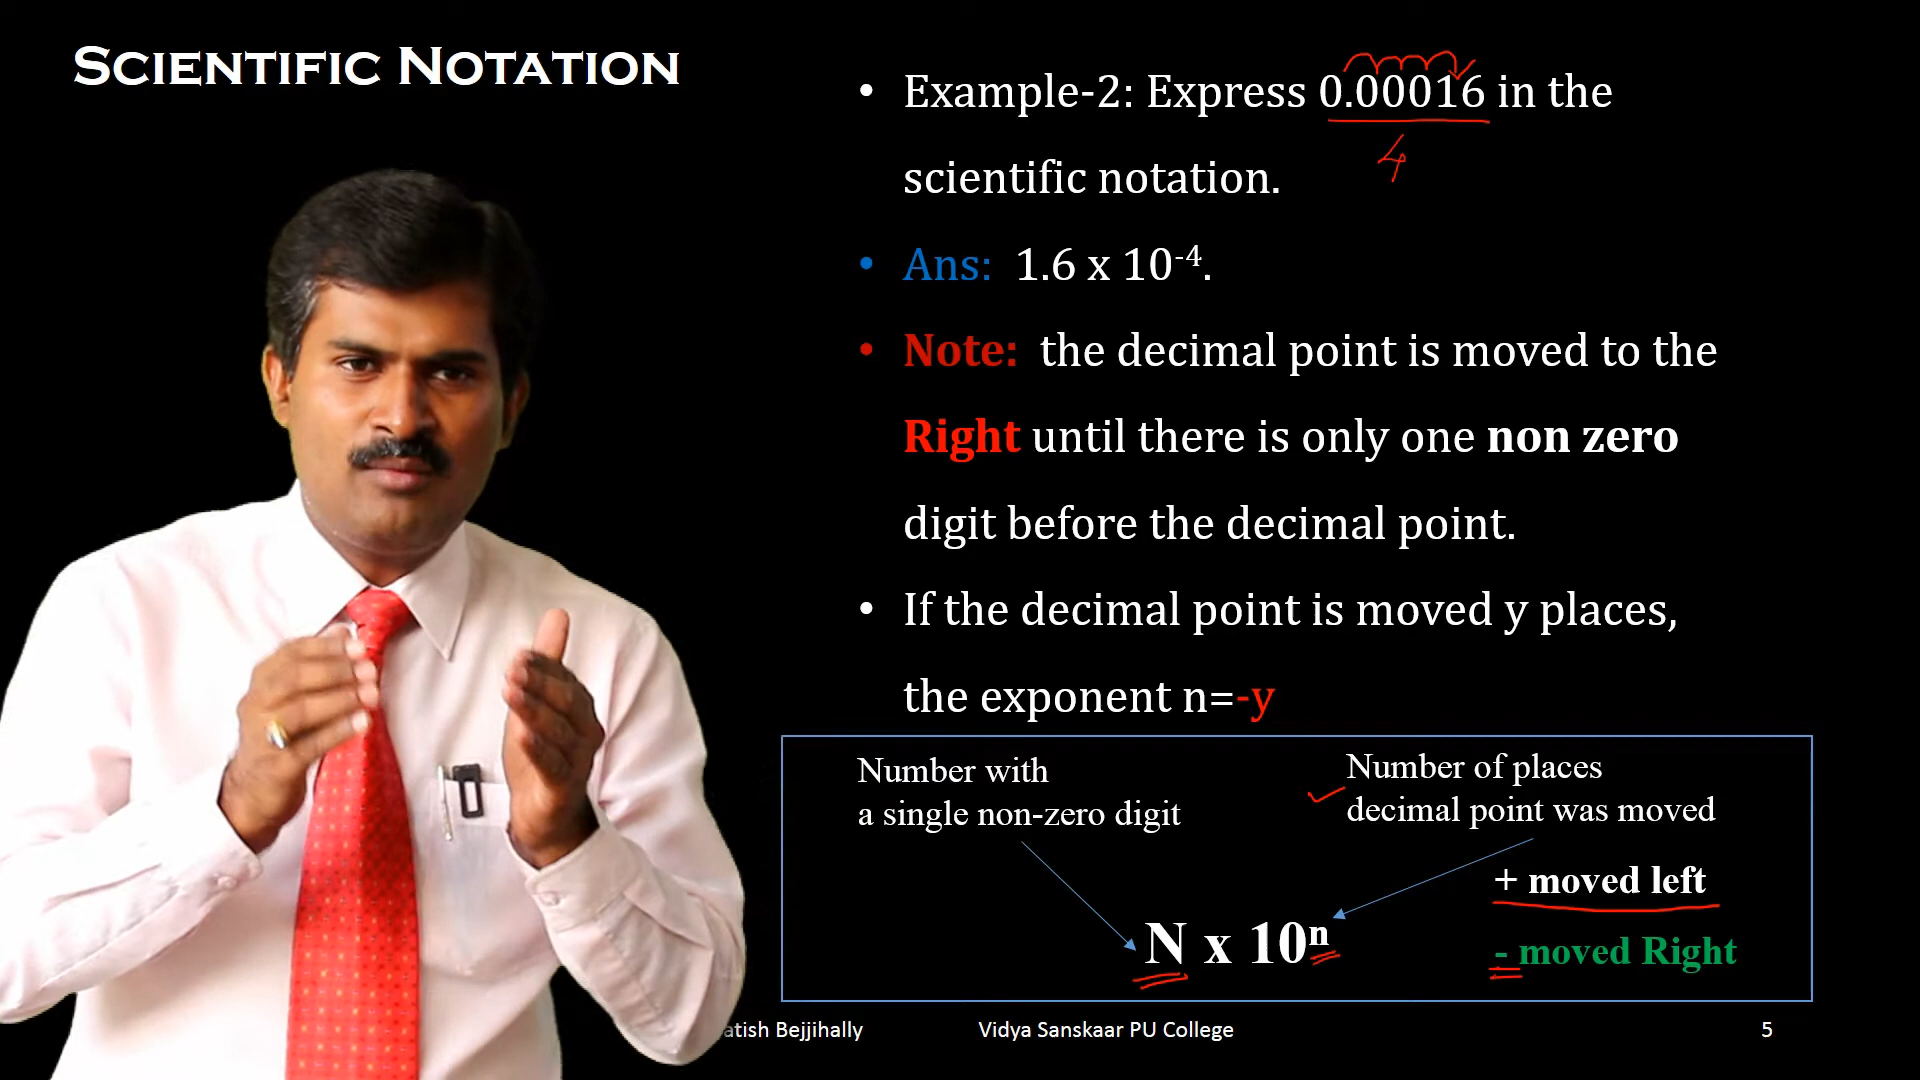 SCIENTIFIC NOTATION
• Example-2: Express 0.00016 in the
4
scientific notation.
• Ans: 1.6 x 10⁻⁴.
• Note: the decimal point is moved to the
Right until there is only one non zero
digit before the decimal point.
• If the decimal point is moved y places,
the exponent n=-y
Number with
a single non-zero digit
Number of places
decimal point was moved
+ moved left
N x 10ⁿ
- moved Right
Bejjihally
Vidya Sanskaar PU College
5